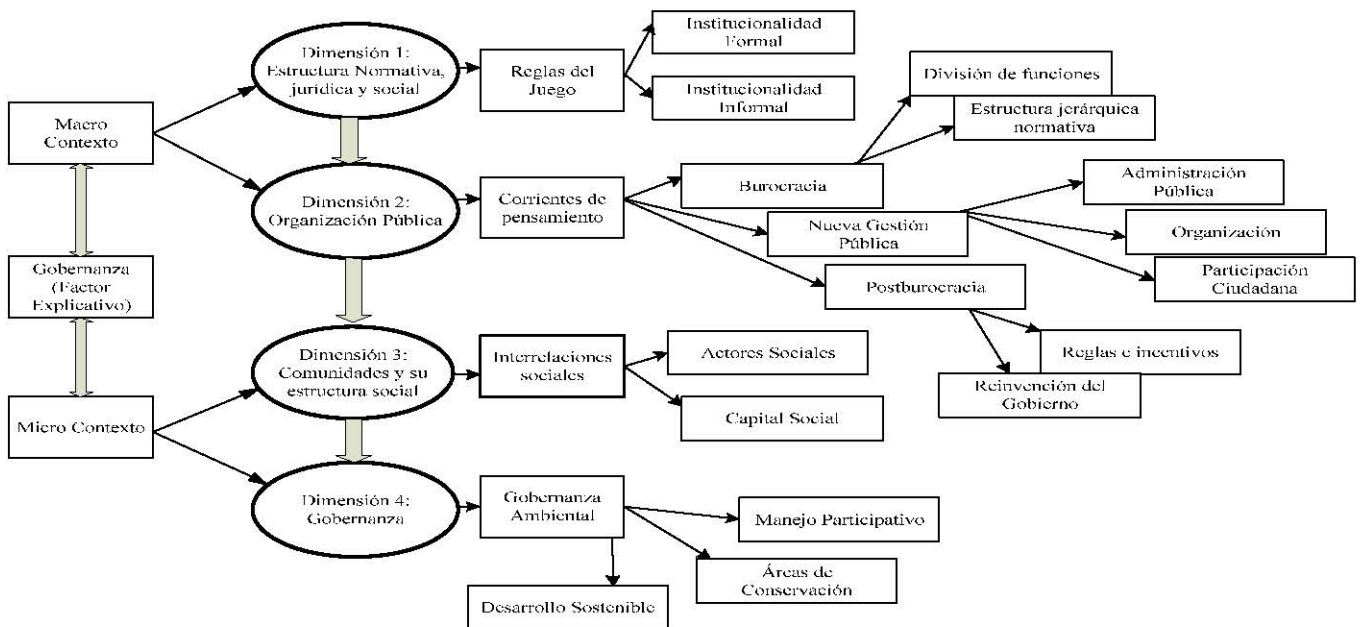 Institucionalidad
Formal
Dimensión 1:
Estructura Normativa,
jurídica y social
Reglas del
Juego
Institucionalidad
Informal
División de funciones
Estructura jerárquica
normativa
Macro
Contexto
Dimensión 2:
Organización Pública
Corrientes de
pensamiento
Burocracia
Administración
Pública
Nueva Gestión
Pública
Organización
Participación
Ciudadana
Gobernanza
(Factor
Explicativo)
Postburocracia
Dimensión 3:
Comunidades y su
estructura social
Interrelaciones
sociales
Actores Sociales
Reglas e incentivos
Reinvención del
Gobierno
Micro Contexto
Capital Social
Dimensión 4:
Gobernanza
Gobernanza
Ambiental
Manejo Participativo
Áreas de
Conservación
Desarrollo Sostenible